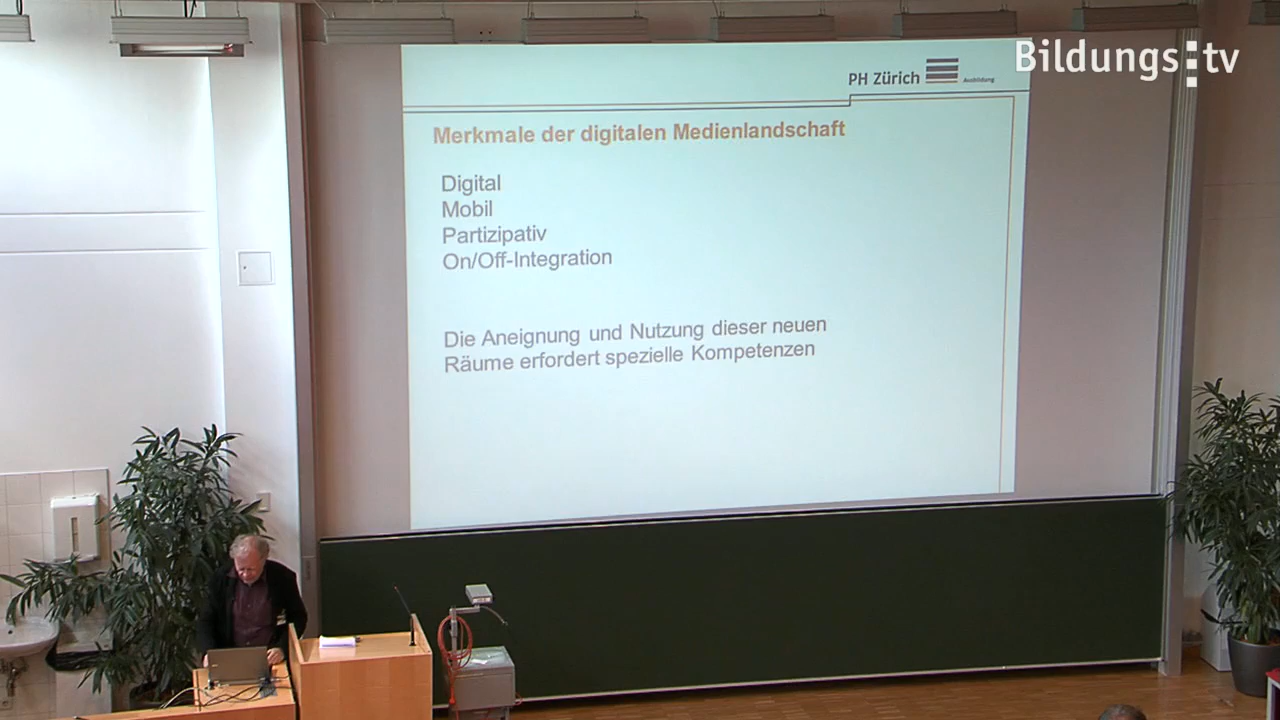 Bildungs:tv
PH Zürich
Ausbildung
Merkmale der digitalen Medienlandschaft
Digital
Mobil
Partizipativ
On/Off-Integration
Die Aneignung und Nutzung dieser neuen
Räume erfordert spezielle Kompetenzen